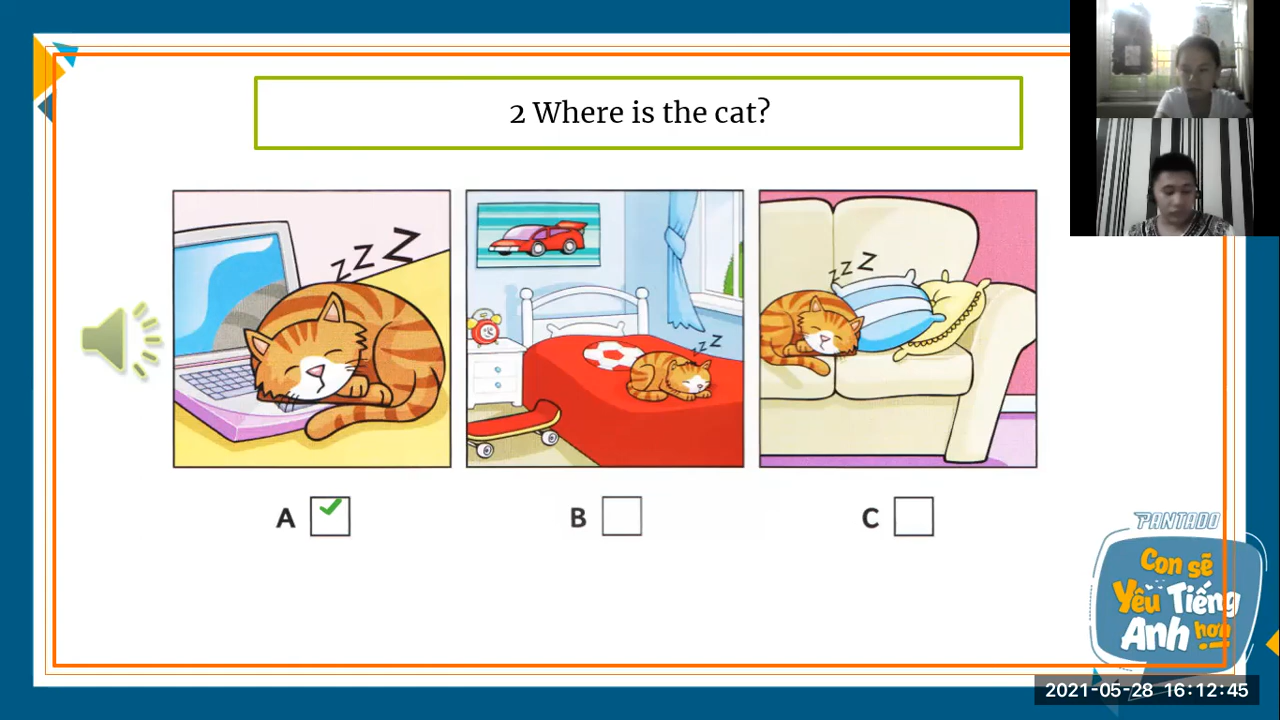 2 Where is the cat?
z z Z
z z Z
z z Z
A
B
C
PANTADO
Con sẽ
Yêu Tiếng
Anh hơn
2021-05-28 16:12:45